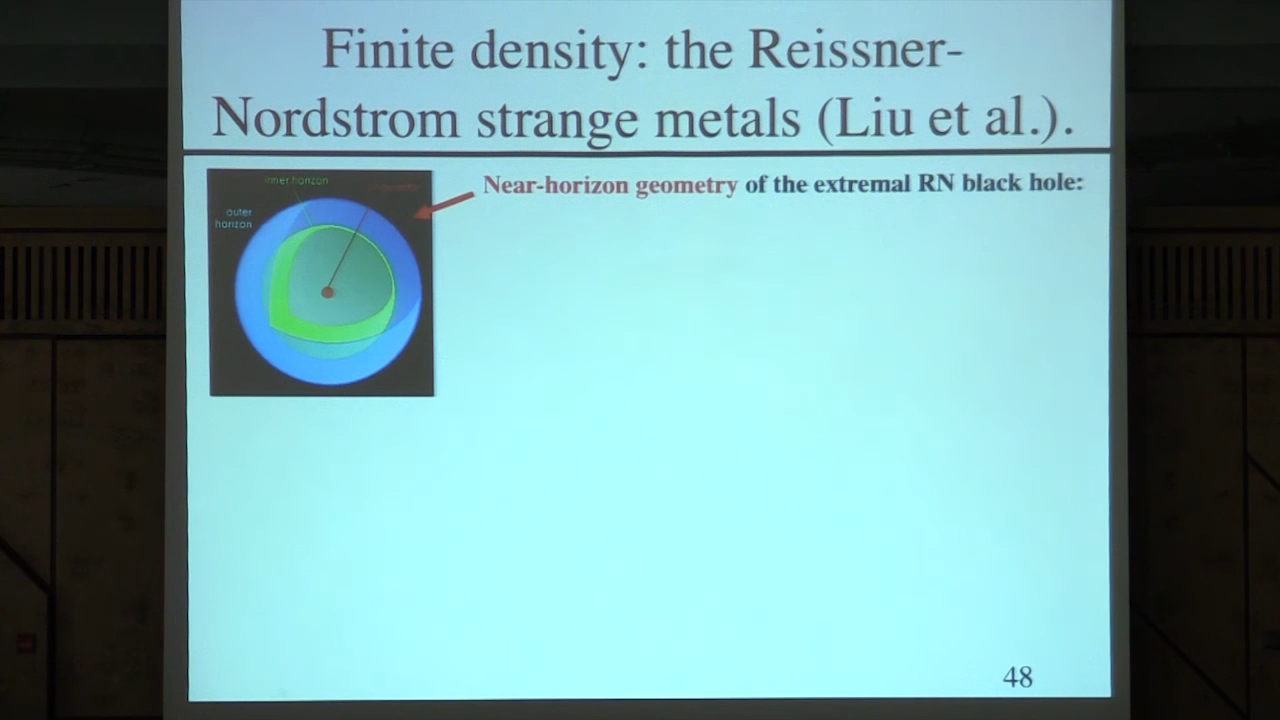 Finite density: the Reissner-
Nordstrom strange metals (Liu et al.).
inner horizon
outer
horizon
Near-horizon geometry of the extremal RN black hole:
48